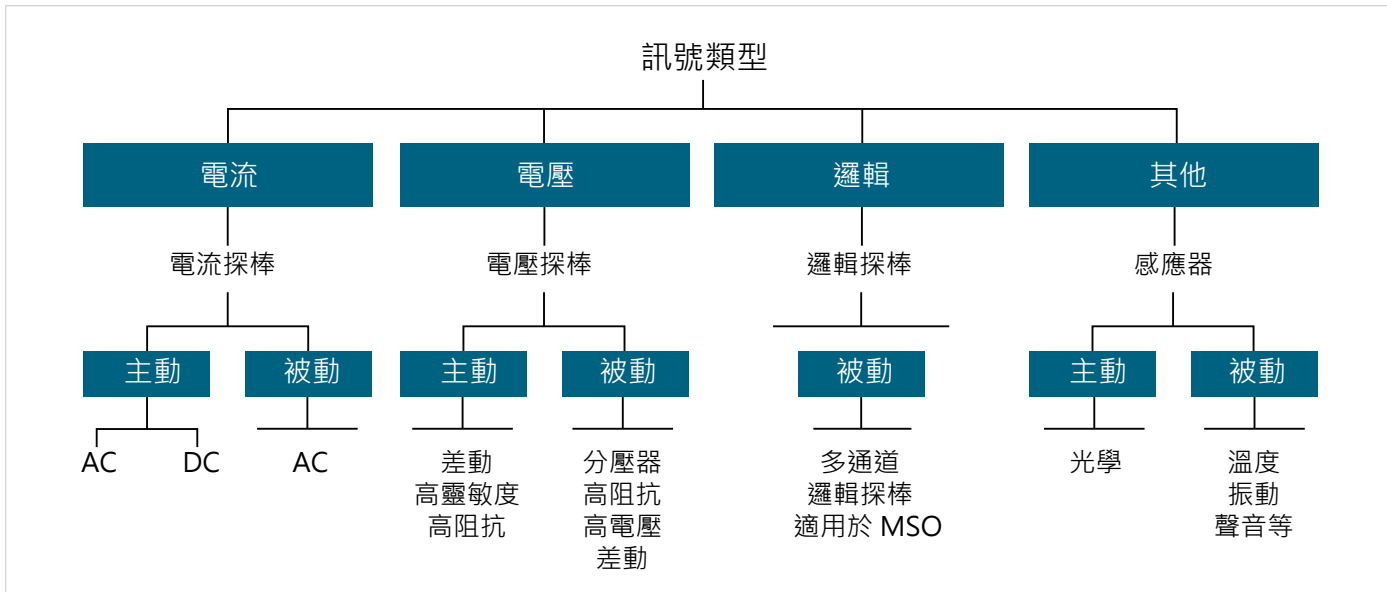 訊號類型
電流
電壓
邏輯
其他
電流探棒
電壓探棒
邏輯探棒
感應器
主動
被動
主動
被動
被動
主動
被動
AC
DC
AC
差動
高靈敏度
高阻抗
分壓器
高阻抗
高電壓
差動
多通道
邏輯探棒
適用於 MSO
光學
溫度
振動
聲音等